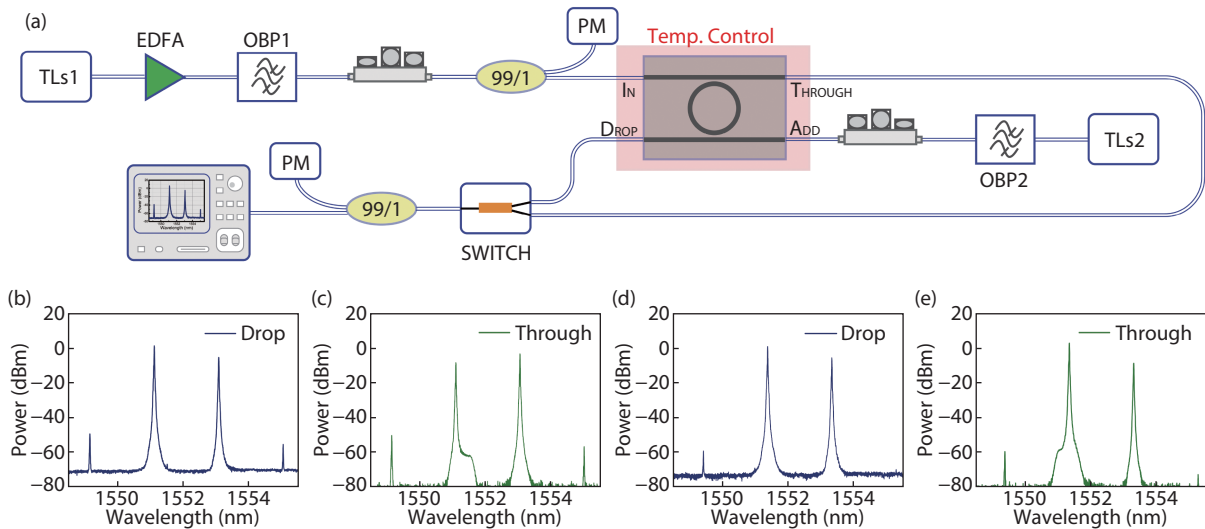 (a)
TLs1
EDFA
OBP1
99/1
PM
Temp. Control
IN
THROUGH
DROP
ADD
OBP2
TLs2
PM
99/1
SWITCH
Wavelength (nm)
(b)
20
0
−20
−40
−60
−80
Power (dBm)
Drop
1550
1552
1554
Wavelength (nm)
(c)
20
0
−20
−40
−60
−80
Power (dBm)
Through
1550
1552
1554
Wavelength (nm)
(d)
20
0
−20
−40
−60
−80
Power (dBm)
Drop
1550
1552
1554
Wavelength (nm)
(e)
20
0
−20
−40
−60
−80
Power (dBm)
Through
1550
1552
1554
Wavelength (nm)